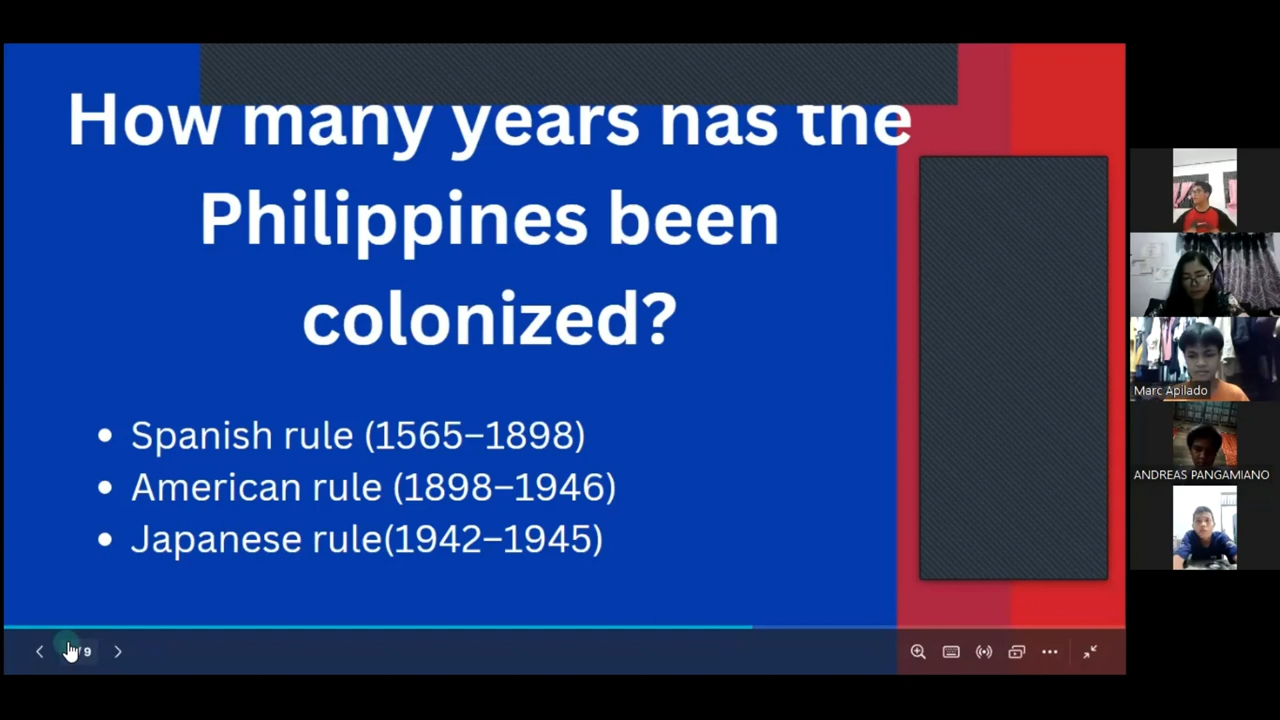 How many years has the
Philippines been
colonized?
• Spanish rule (1565–1898)
• American rule (1898–1946)
• Japanese rule(1942–1945)
/ 9
Marc Apilado
ANDREAS PANGAMIANO